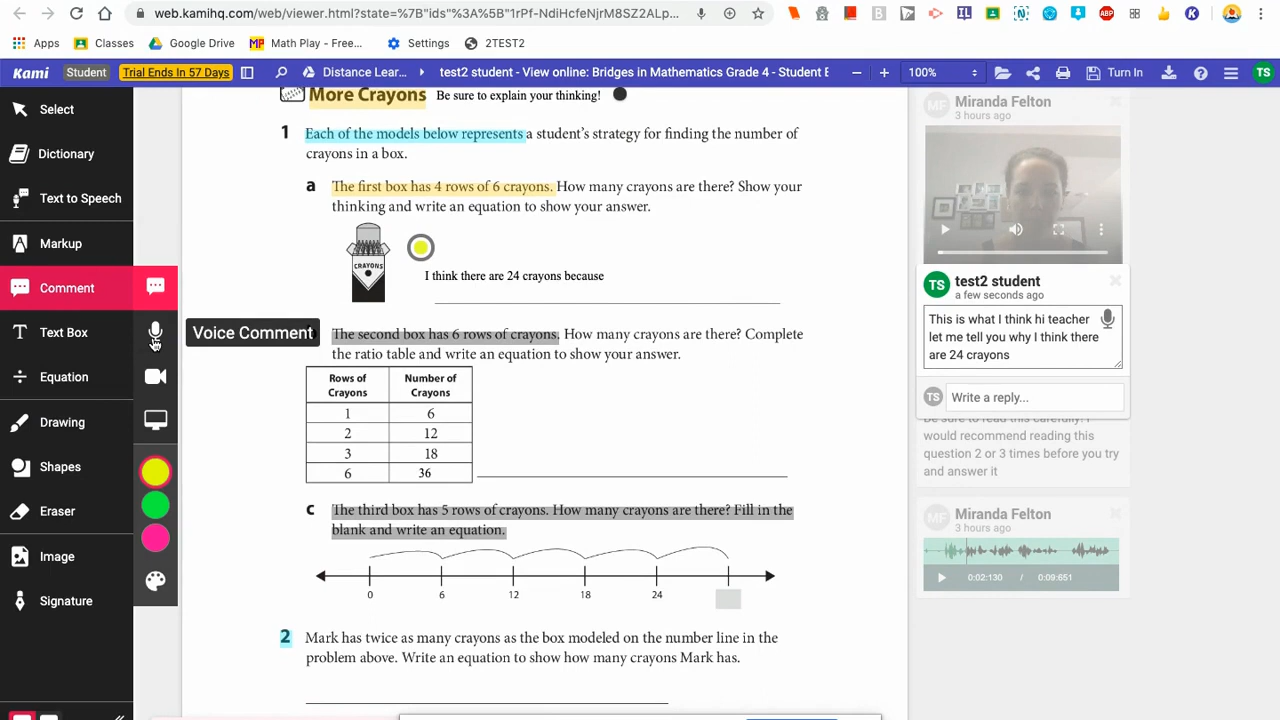 web.kamihq.com/web/viewer.html?state=%7B"ids"%3A%5B"1rPf-NdiHcfeNjrM8SZ2ALp...
Apps
Classes
Google Drive
Math Play - Free...
Settings
2TEST2
Kami
Student
Trial Ends In 57 Days
Distance Lear...
test2 student - View online: Bridges in Mathematics Grade 4 - Student E
100%
Turn In
TS
Select
Dictionary
Text to Speech
Markup
Comment
Text Box
Equation
Drawing
Shapes
Eraser
Image
Signature
Voice Comment
More Crayons Be sure to explain your thinking!
1 Each of the models below represents a student's strategy for finding the number of
crayons in a box.
a The first box has 4 rows of 6 crayons. How many crayons are there? Show your
thinking and write an equation to show your answer.
CRAYONS
I think there are 24 crayons because
The second box has 6 rows of crayons. How many crayons are there? Complete
the ratio table and write an equation to show your answer.
Rows of Crayons Number of Crayons
1 6
2 12
3 18
6 36
c The third box has 5 rows of crayons. How many crayons are there? Fill in the
blank and write an equation.
0 6 12 18 24
2 Mark has twice as many crayons as the box modeled on the number line in the
problem above. Write an equation to show how many crayons Mark has.
MF Miranda Felton
3 hours ago
TS test2 student
a few seconds ago
This is what I think hi teacher
let me tell you why I think there
are 24 crayons
TS Write a reply...
Be sure to read this carefully! I
would recommend reading this
question 2 or 3 times before you try
and answer it
MF Miranda Felton
3 hours ago
0:02:130 / 0:09:651